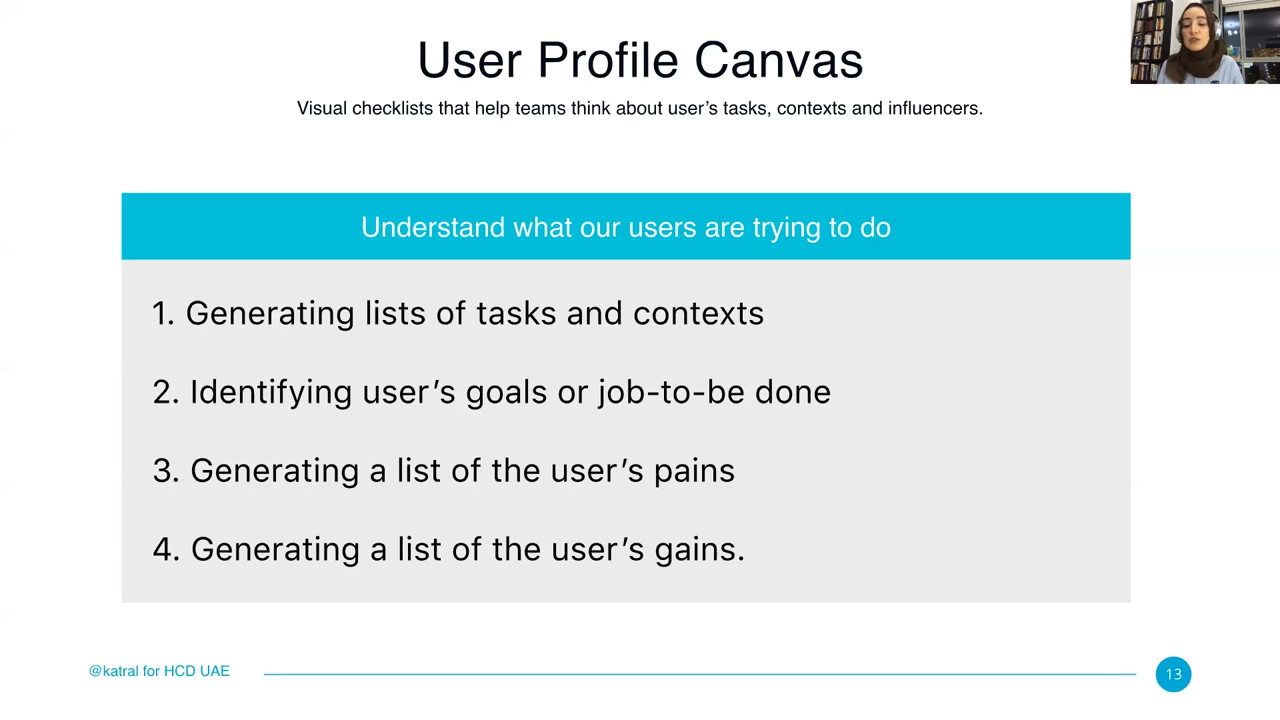 User Profile Canvas
Visual checklists that help teams think about user’s tasks, contexts and influencers.
Understand what our users are trying to do
1. Generating lists of tasks and contexts
2. Identifying user’s goals or job-to-be done
3. Generating a list of the user’s pains
4. Generating a list of the user’s gains.
@katral for HCD UAE
13